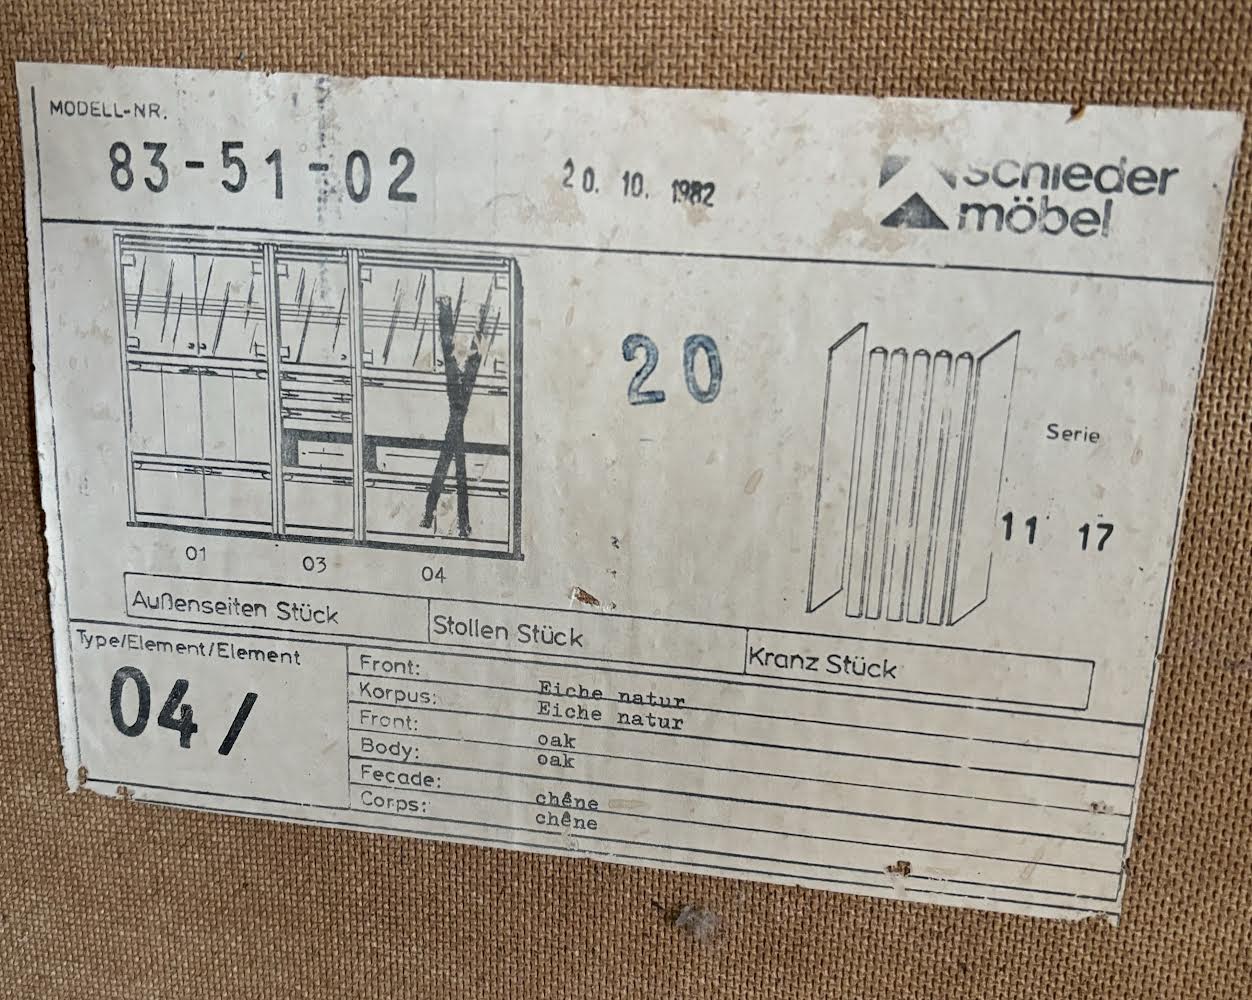 MODELL-NR.
83-51-02
20. 10. 1982
schieder
möbel
20
Serie
11 17
01
03
04
Außenseiten Stück
Stollen Stück
Kranz Stück
Type/Element/Element
04/
Front: Eiche natur
Korpus: Eiche natur
Front: oak
Body: oak
Fecade: chêne
Corps: chêne